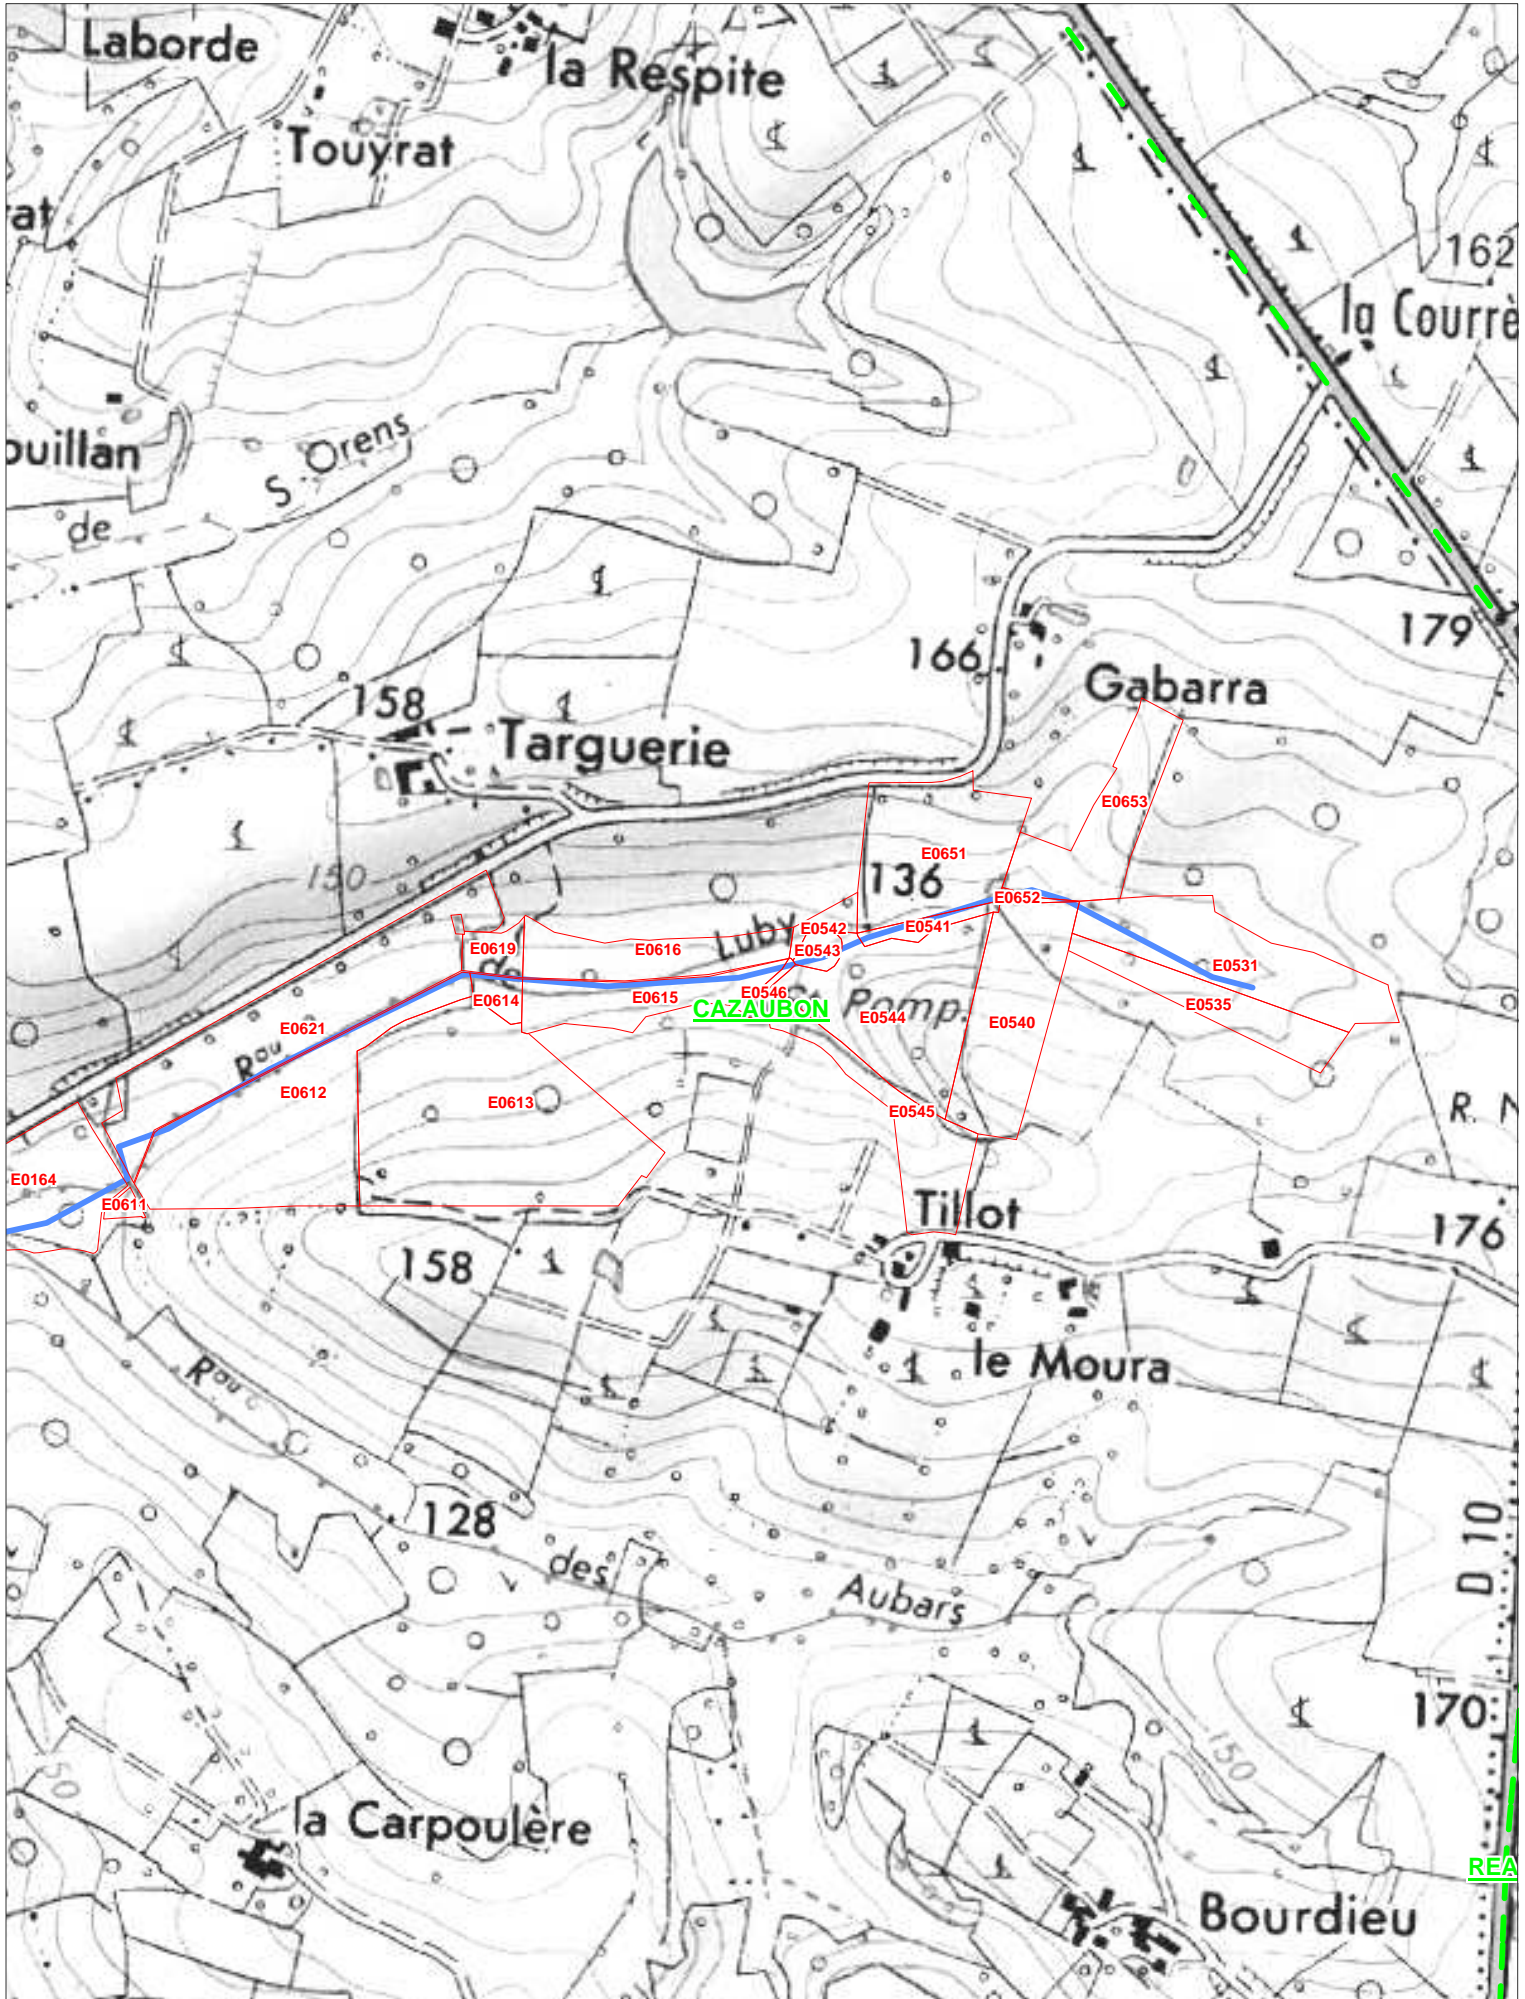 Laborde
la Respite
Touyrat
rat
162
la Courrè
ouillan
S. Orens
de
179
166
Gabarra
158
Targuerie
E0653
E0651
150
136
E0652
E0542
E0541
E0619
E0616
Luby
E0543
de
E0531
E0614
E0615
E0546
E0535
CAZAUBON
Pomp.
E0544
E0540
E0621
Rau
E0612
E0613
E0545
R. N
E0164
E0611
Tillot
176
158
le Moura
Rau
128
des
Aubars
D 10
170
150
50
la Carpoulère
REA
Bourdieu